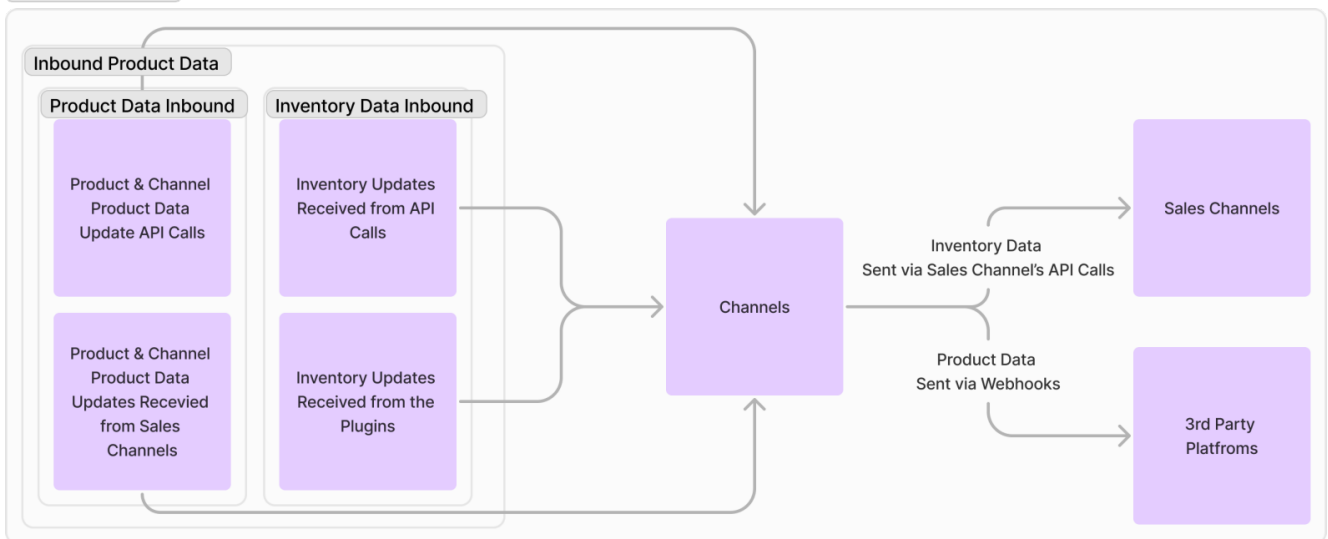 Inbound Product Data
Product Data Inbound
Inventory Data Inbound
Product & Channel
Product Data
Update API Calls
Inventory Updates
Received from API
Calls
Product & Channel
Product Data
Updates Recevied
from Sales
Channels
Inventory Updates
Received from the
Plugins
Channels
Inventory Data
Sent via Sales Channel's API Calls
Product Data
Sent via Webhooks
Sales Channels
3rd Party
Platfroms